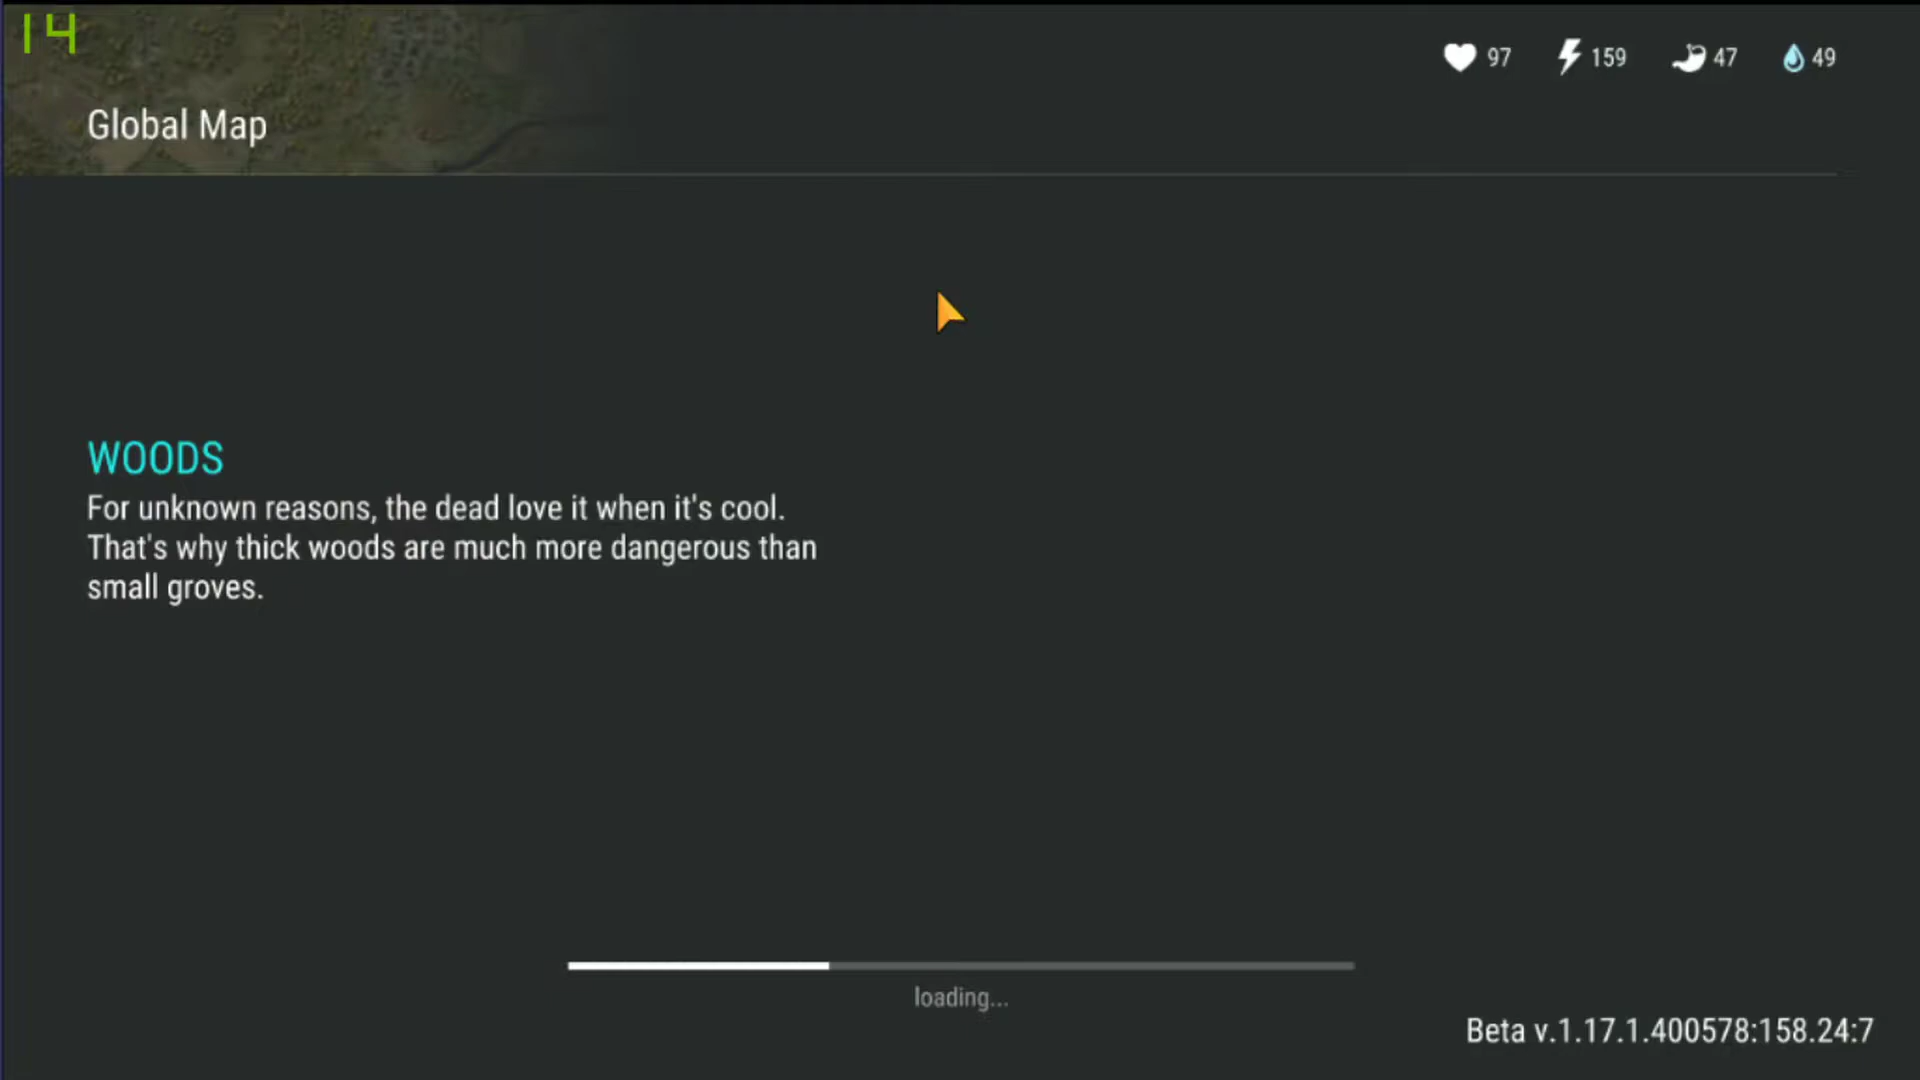 14
97 159 47 49
Global Map
WOODS
For unknown reasons, the dead love it when it's cool.
That's why thick woods are much more dangerous than
small groves.
loading...
Beta v.1.17.1.400578:158.24:7